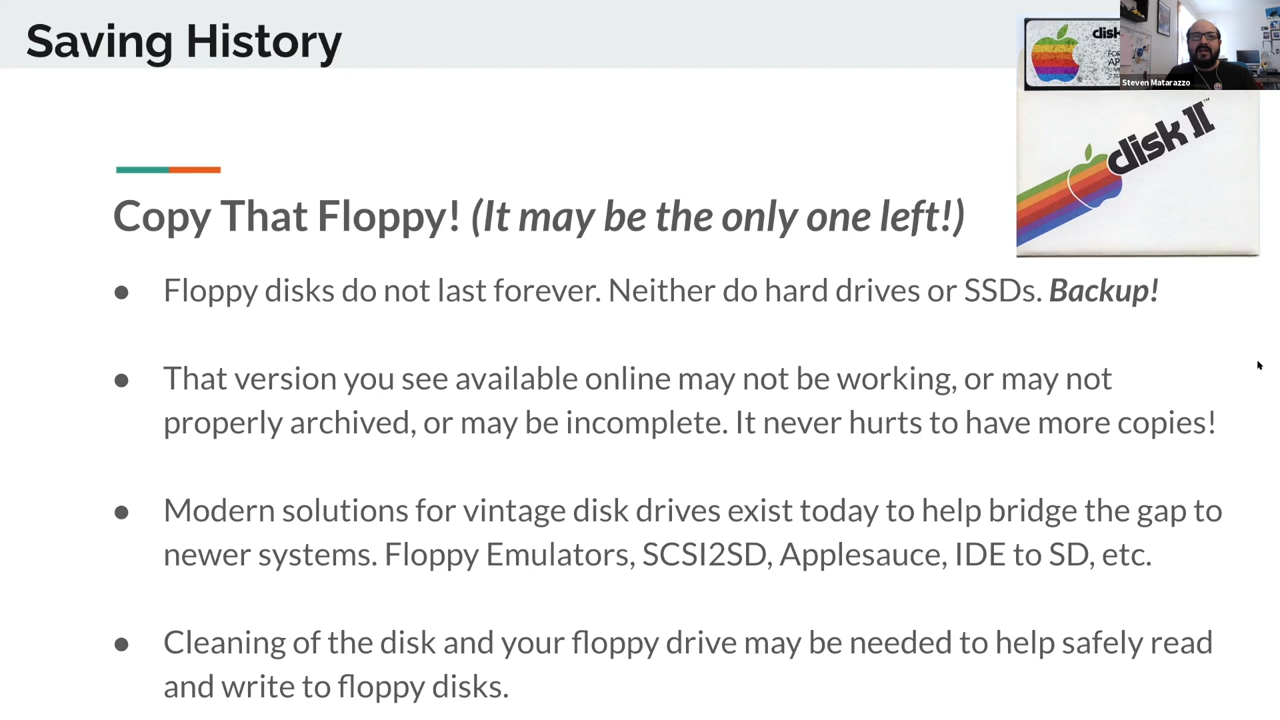 Saving History
disk
Steven Matarazzo
disk II™
Copy That Floppy! (It may be the only one left!)
● Floppy disks do not last forever. Neither do hard drives or SSDs. Backup!
● That version you see available online may not be working, or may not
properly archived, or may be incomplete. It never hurts to have more copies!
● Modern solutions for vintage disk drives exist today to help bridge the gap to
newer systems. Floppy Emulators, SCSI2SD, Applesauce, IDE to SD, etc.
● Cleaning of the disk and your floppy drive may be needed to help safely read
and write to floppy disks.